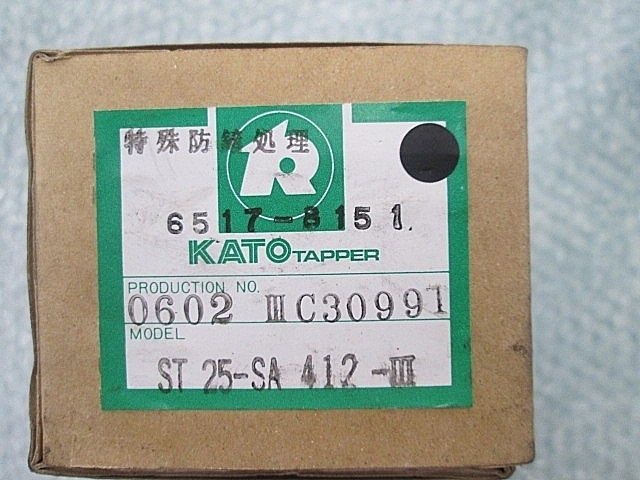 特殊防錆処理
6517-8151
KATO TAPPER
PRODUCTION NO.
0602 ⅢC30991
MODEL
ST 25-SA 412-Ⅲ